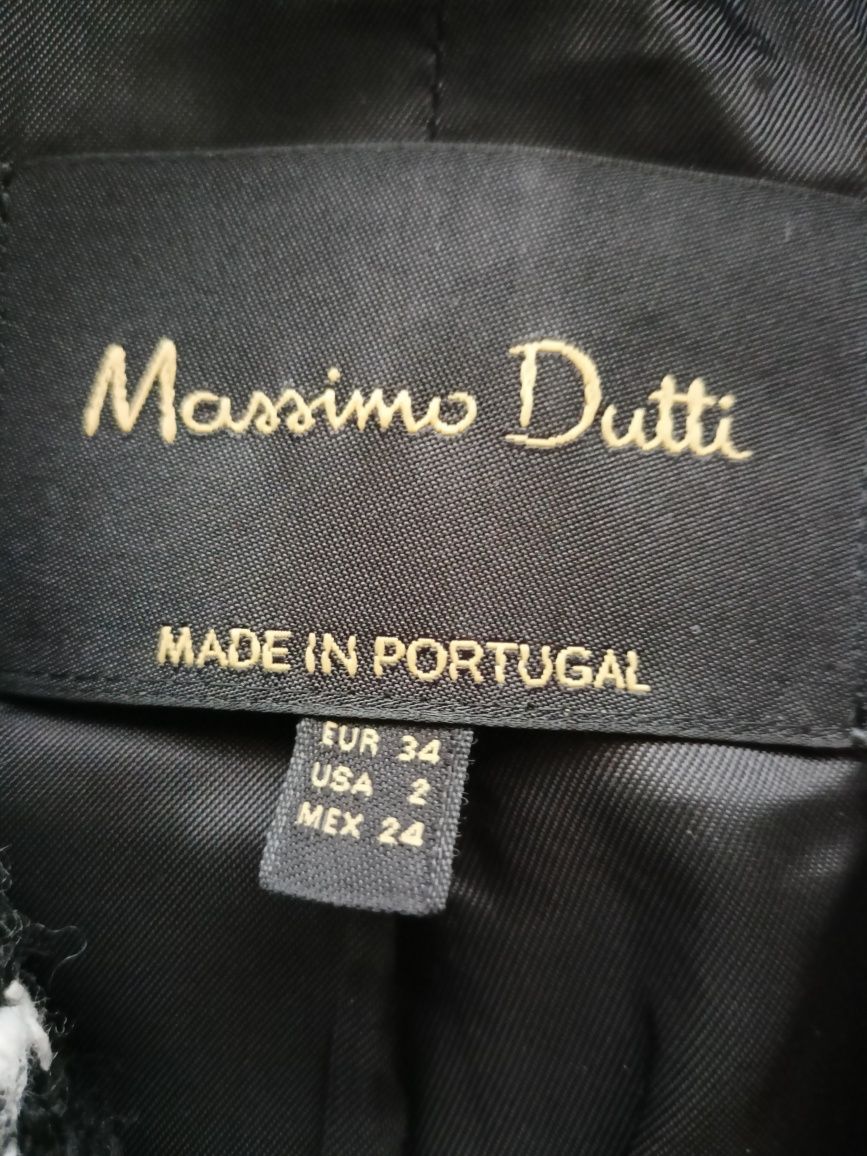 Massimo Dutti
MADE IN PORTUGAL
EUR 34
USA 2
MEX 24